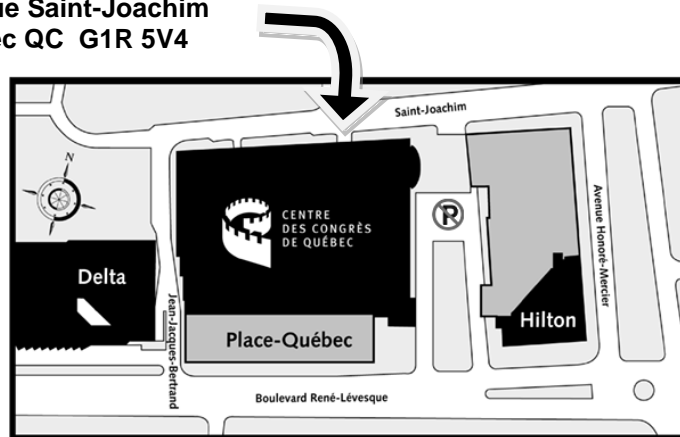 ue Saint-Joachim
ec QC G1R 5V4
Saint-Joachim
N
CENTRE
DES CONGRÈS
DE QUÉBEC
P
Avenue Honoré-Mercier
Delta
Jean-Jacques-Bertrand
Place-Québec
Hilton
Boulevard René-Lévesque